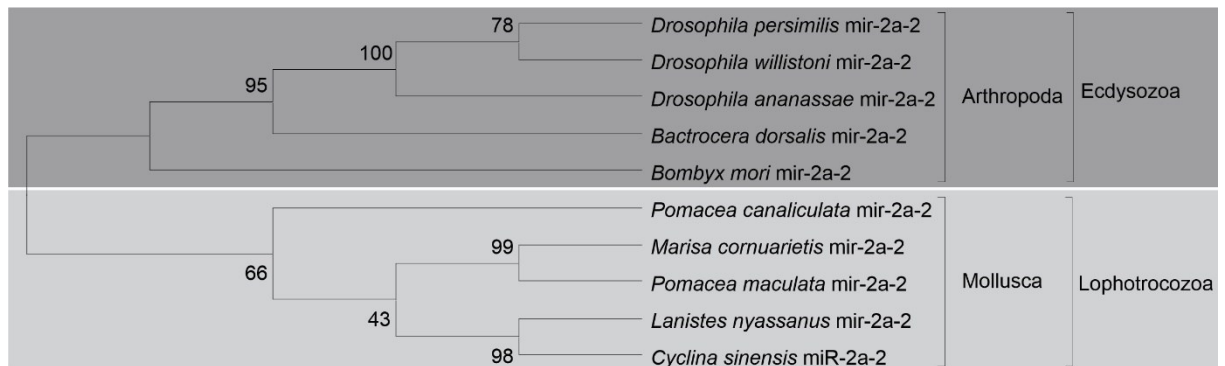 78
Drosophila persimilis mir-2a-2
100
Drosophila willistoni mir-2a-2
95
Drosophila ananassae mir-2a-2
Arthropoda
Ecdysozoa
Bactrocera dorsalis mir-2a-2
Bombyx mori mir-2a-2
Pomacea canaliculata mir-2a-2
99
Marisa cornuarietis mir-2a-2
66
Pomacea maculata mir-2a-2
Mollusca
Lophotrocozoa
43
Lanistes nyassanus mir-2a-2
98
Cyclina sinensis miR-2a-2